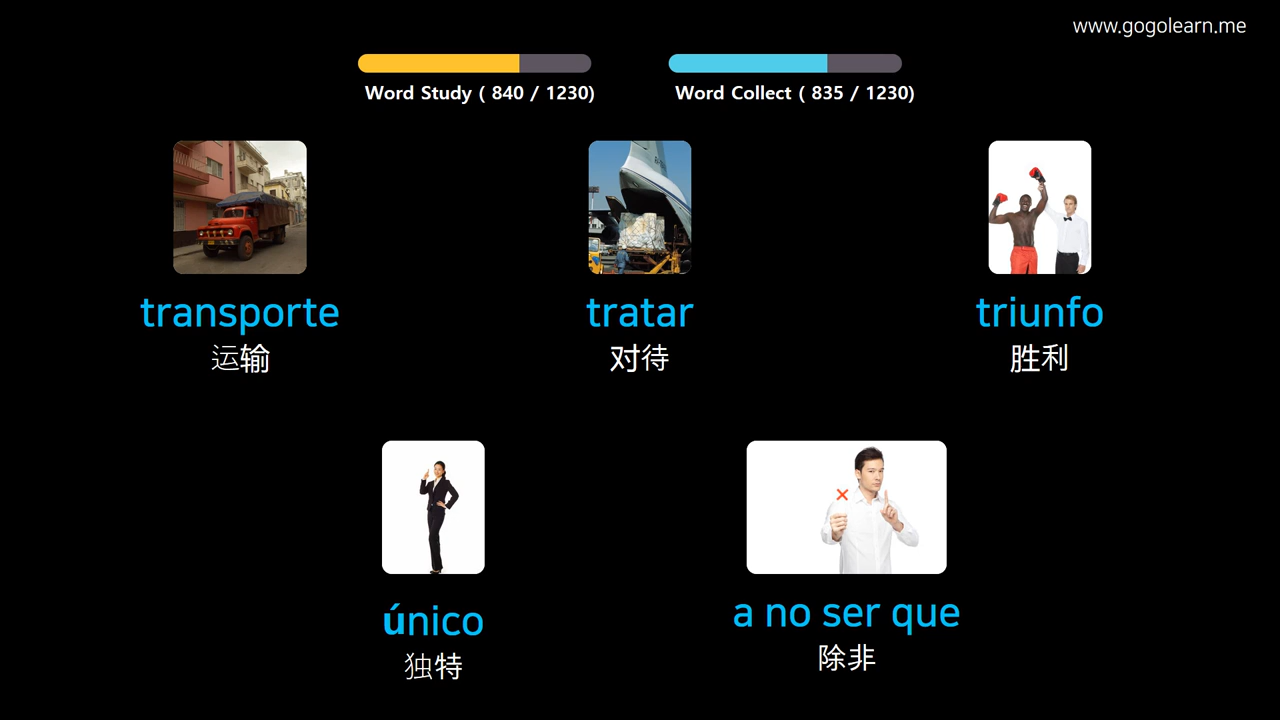 www.gogolearn.me
Word Study ( 840 / 1230)
Word Collect ( 835 / 1230)
transporte
运输
tratar
对待
triunfo
胜利
único
独特
a no ser que
除非